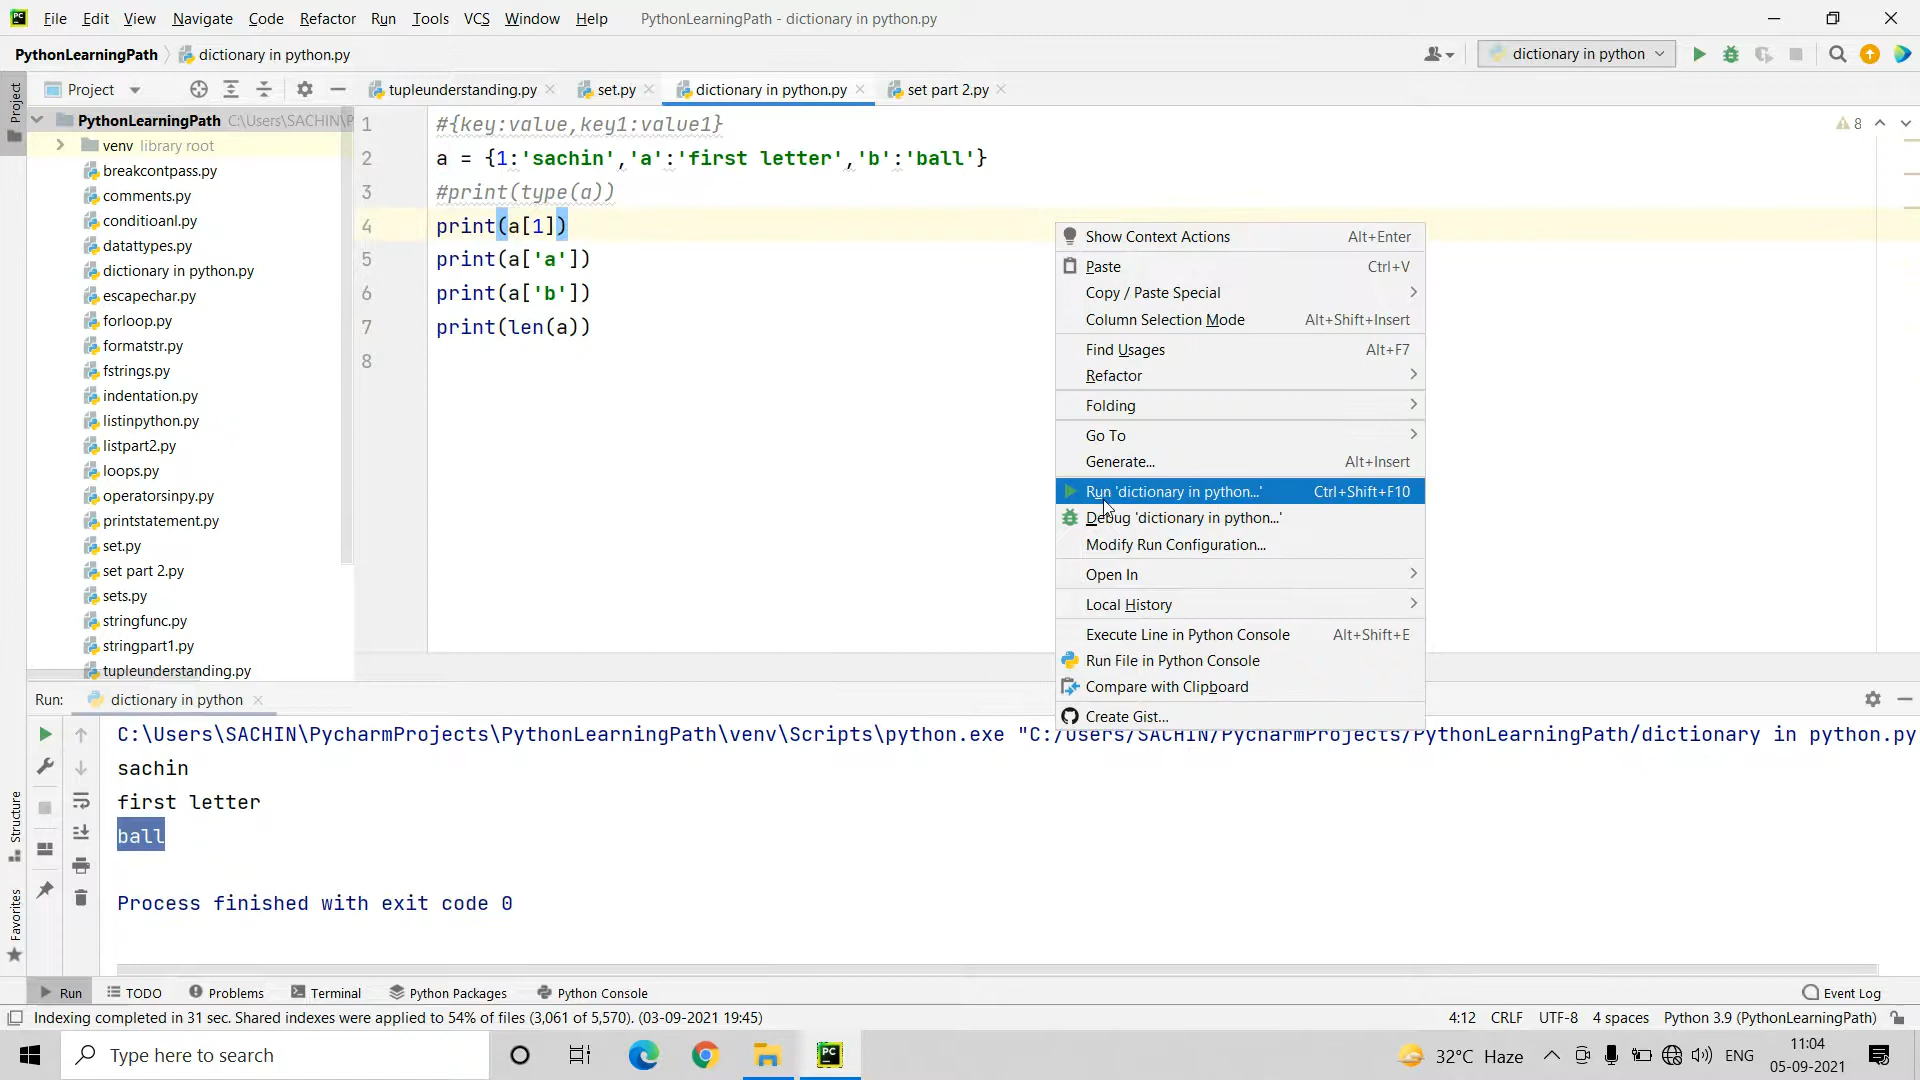 File Edit View Navigate Code Refactor Run Tools VCS Window Help PythonLearningPath - dictionary in python.py
PythonLearningPath dictionary in python.py dictionary in python
Project tupleunderstanding.py set.py dictionary in python.py set part 2.py
Project
PythonLearningPath C:\Users\SACHIN\P
venv library root
breakcontpass.py
comments.py
conditioanl.py
datattypes.py
dictionary in python.py
escapechar.py
forloop.py
formatstr.py
fstrings.py
indentation.py
listinpython.py
listpart2.py
loops.py
operatorsinpy.py
printstatement.py
set.py
set part 2.py
sets.py
stringfunc.py
stringpart1.py
tupleunderstanding.py
1 #{key:value,key1:value1}
2 a = {1:'sachin','a':'first letter','b':'ball'}
3 #print(type(a))
4 print(a[1])
5 print(a['a'])
6 print(a['b'])
7 print(len(a))
8
8
Show Context Actions Alt+Enter
Paste Ctrl+V
Copy / Paste Special
Column Selection Mode Alt+Shift+Insert
Find Usages Alt+F7
Refactor
Folding
Go To
Generate... Alt+Insert
Run 'dictionary in python...' Ctrl+Shift+F10
Debug 'dictionary in python...'
Modify Run Configuration...
Open In
Local History
Execute Line in Python Console Alt+Shift+E
Run File in Python Console
Compare with Clipboard
Create Gist...
Run: dictionary in python
C:\Users\SACHIN\PycharmProjects\PythonLearningPath\venv\Scripts\python.exe "C:/Users/SACHIN/PycharmProjects/PythonLearningPath/dictionary in python.py
sachin
first letter
ball
Process finished with exit code 0
Structure
Favorites
Run TODO Problems Terminal Python Packages Python Console Event Log
Indexing completed in 31 sec. Shared indexes were applied to 54% of files (3,061 of 5,570). (03-09-2021 19:45) 4:12 CRLF UTF-8 4 spaces Python 3.9 (PythonLearningPath)
Type here to search PC 32°C Haze ENG 11:04
05-09-2021